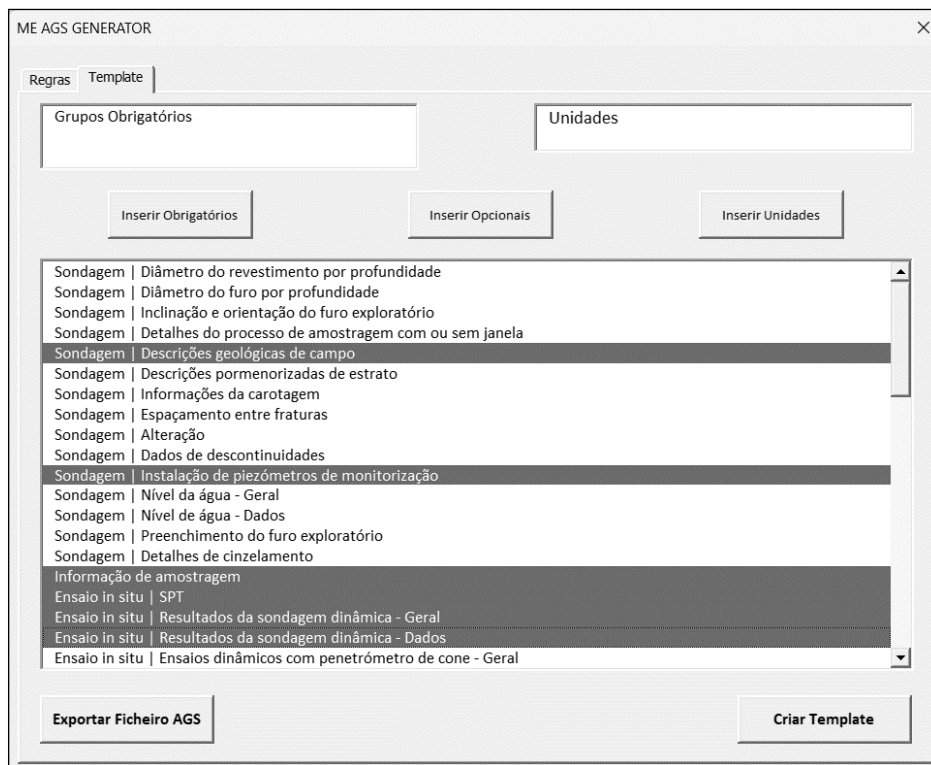 ME AGS GENERATOR
Regras
Template
Grupos Obrigatórios
Unidades
Inserir Obrigatórios
Inserir Opcionais
Inserir Unidades
Sondagem | Diâmetro do revestimento por profundidade
Sondagem | Diâmetro do furo por profundidade
Sondagem | Inclinação e orientação do furo exploratório
Sondagem | Detalhes do processo de amostragem com ou sem janela
Sondagem | Descrições geológicas de campo
Sondagem | Descrições pormenorizadas de estrato
Sondagem | Informações da carotagem
Sondagem | Espaçamento entre fraturas
Sondagem | Alteração
Sondagem | Dados de descontinuidades
Sondagem | Instalação de piezómetros de monitorização
Sondagem | Nível da água - Geral
Sondagem | Nível de água - Dados
Sondagem | Preenchimento do furo exploratório
Sondagem | Detalhes de cinzelamento
Informação de amostragem
Ensaio in situ | SPT
Ensaio in situ | Resultados da sondagem dinâmica - Geral
Ensaio in situ | Resultados da sondagem dinâmica - Dados
Ensaio in situ | Ensaios dinâmicos com penetrómetro de cone - Geral
Exportar Ficheiro AGS
Criar Template